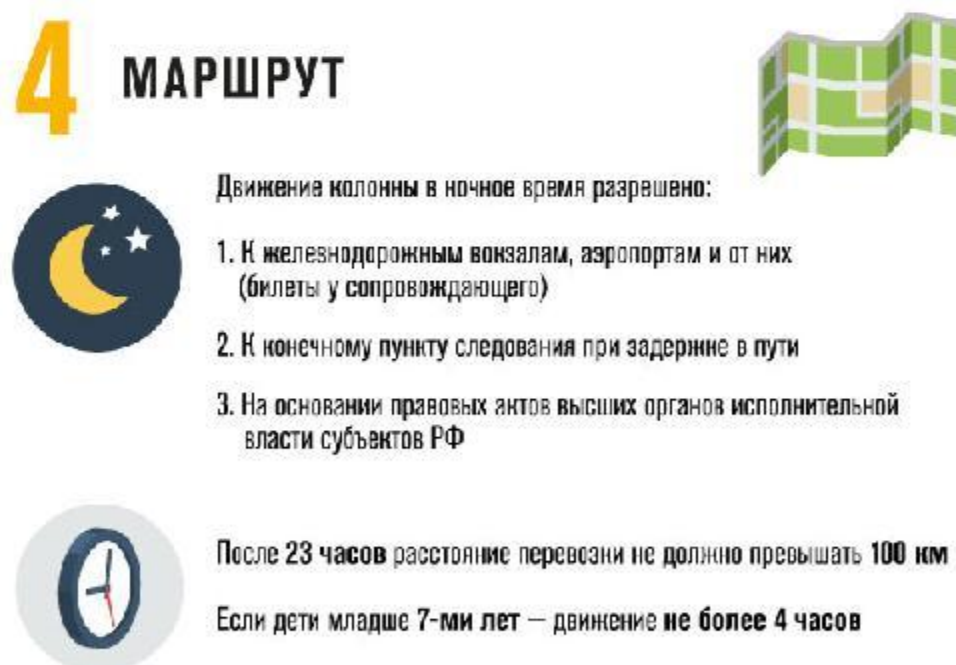 4 МАРШРУТ
Движение колонны в ночное время разрешено:
1. К железнодорожным вокзалам, аэропортам и от них
(билеты у сопровождающего)
2. К конечному пункту следования при задержке в пути
3. На основании правовых актов высших органов исполнительной
власти субъектов РФ
После 23 часов расстояние перевозки не должно превышать 100 км
Если дети младше 7-ми лет – движение не более 4 часов